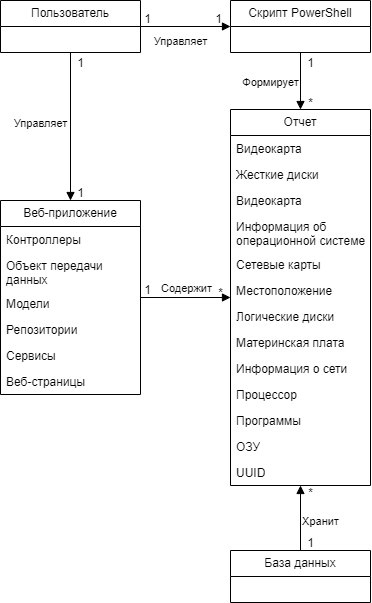 Пользователь
1
1
Управляет
Скрипт PowerShell
1
Управляет
1
1
Формирует
*
Веб-приложение
Контроллеры
Объект передачи
данных
Модели
Репозитории
Сервисы
Веб-страницы
1
Содержит
*
Отчет
Видеокарта
Жесткие диски
Видеокарта
Информация об
операционной системе
Сетевые карты
Местоположение
Логические диски
Материнская плата
Информация о сети
Процессор
Программы
ОЗУ
UUID
*
Хранит
1
База данных